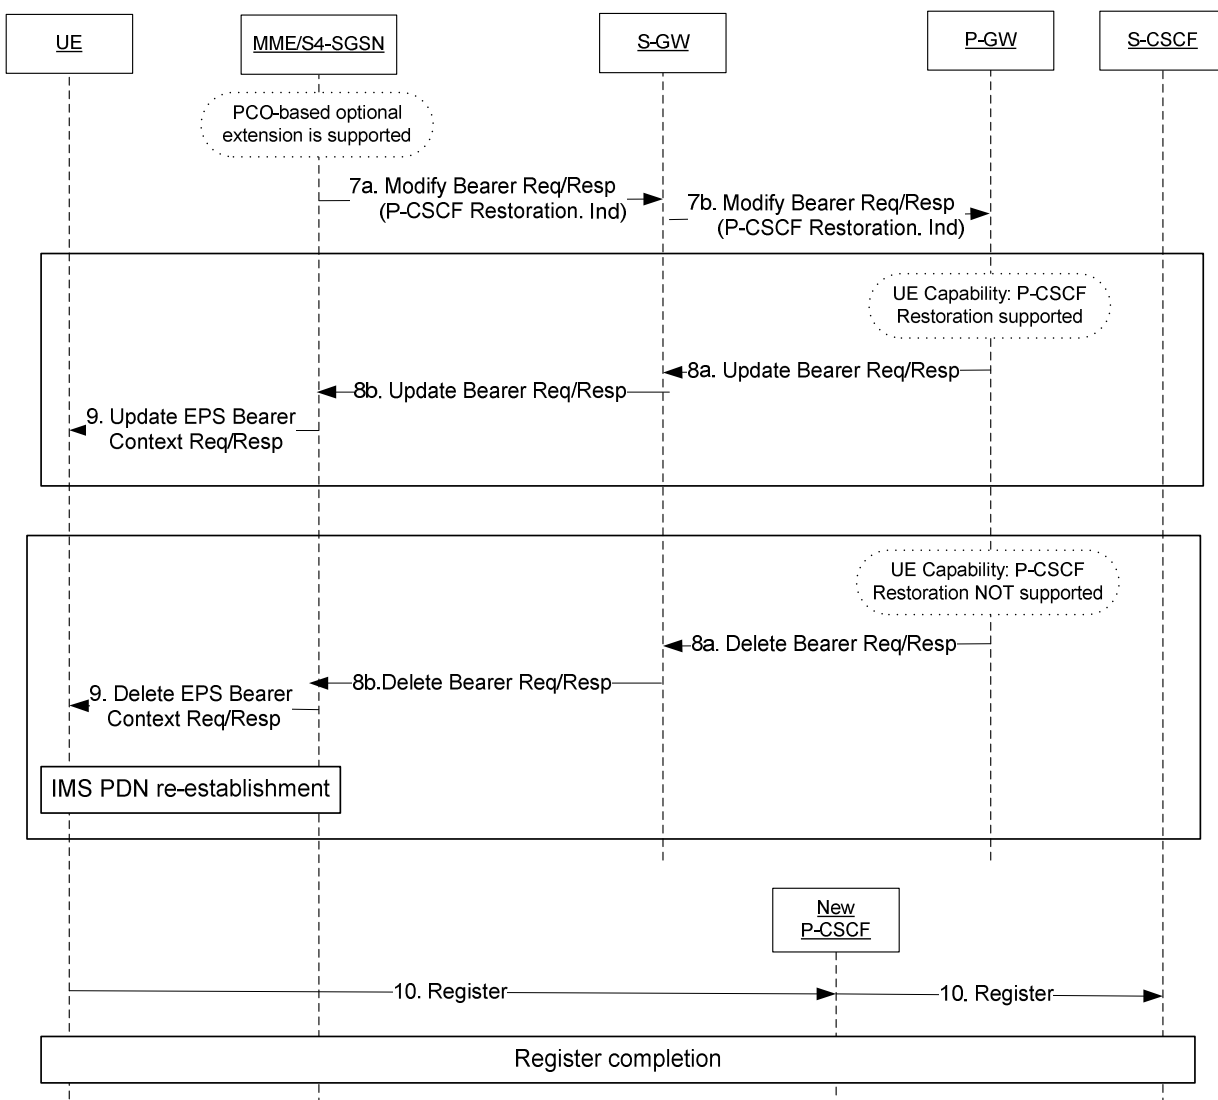 UE
MME/S4-SGSN
S-GW
P-GW
S-CSCF
PCO-based optional
extension is supported
7a. Modify Bearer Req/Resp
(P-CSCF Restoration. Ind)
7b. Modify Bearer Req/Resp
(P-CSCF Restoration. Ind)
UE Capability: P-CSCF
Restoration supported
8a. Update Bearer Req/Resp
8b. Update Bearer Req/Resp
9. Update EPS Bearer
Context Req/Resp
UE Capability: P-CSCF
Restoration NOT supported
8a. Delete Bearer Req/Resp
8b.Delete Bearer Req/Resp
9. Delete EPS Bearer
Context Req/Resp
IMS PDN re-establishment
New
P-CSCF
10. Register
10. Register
Register completion